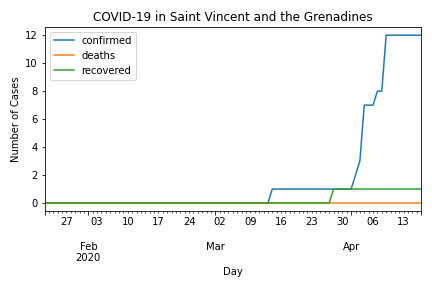 COVID-19 in Saint Vincent and the Grenadines
confirmed
deaths
recovered
Number of Cases
12
10
8
6
4
2
0
27 03 10 17 24 02 09 16 23 30 06 13
Feb Mar Apr
2020
Day